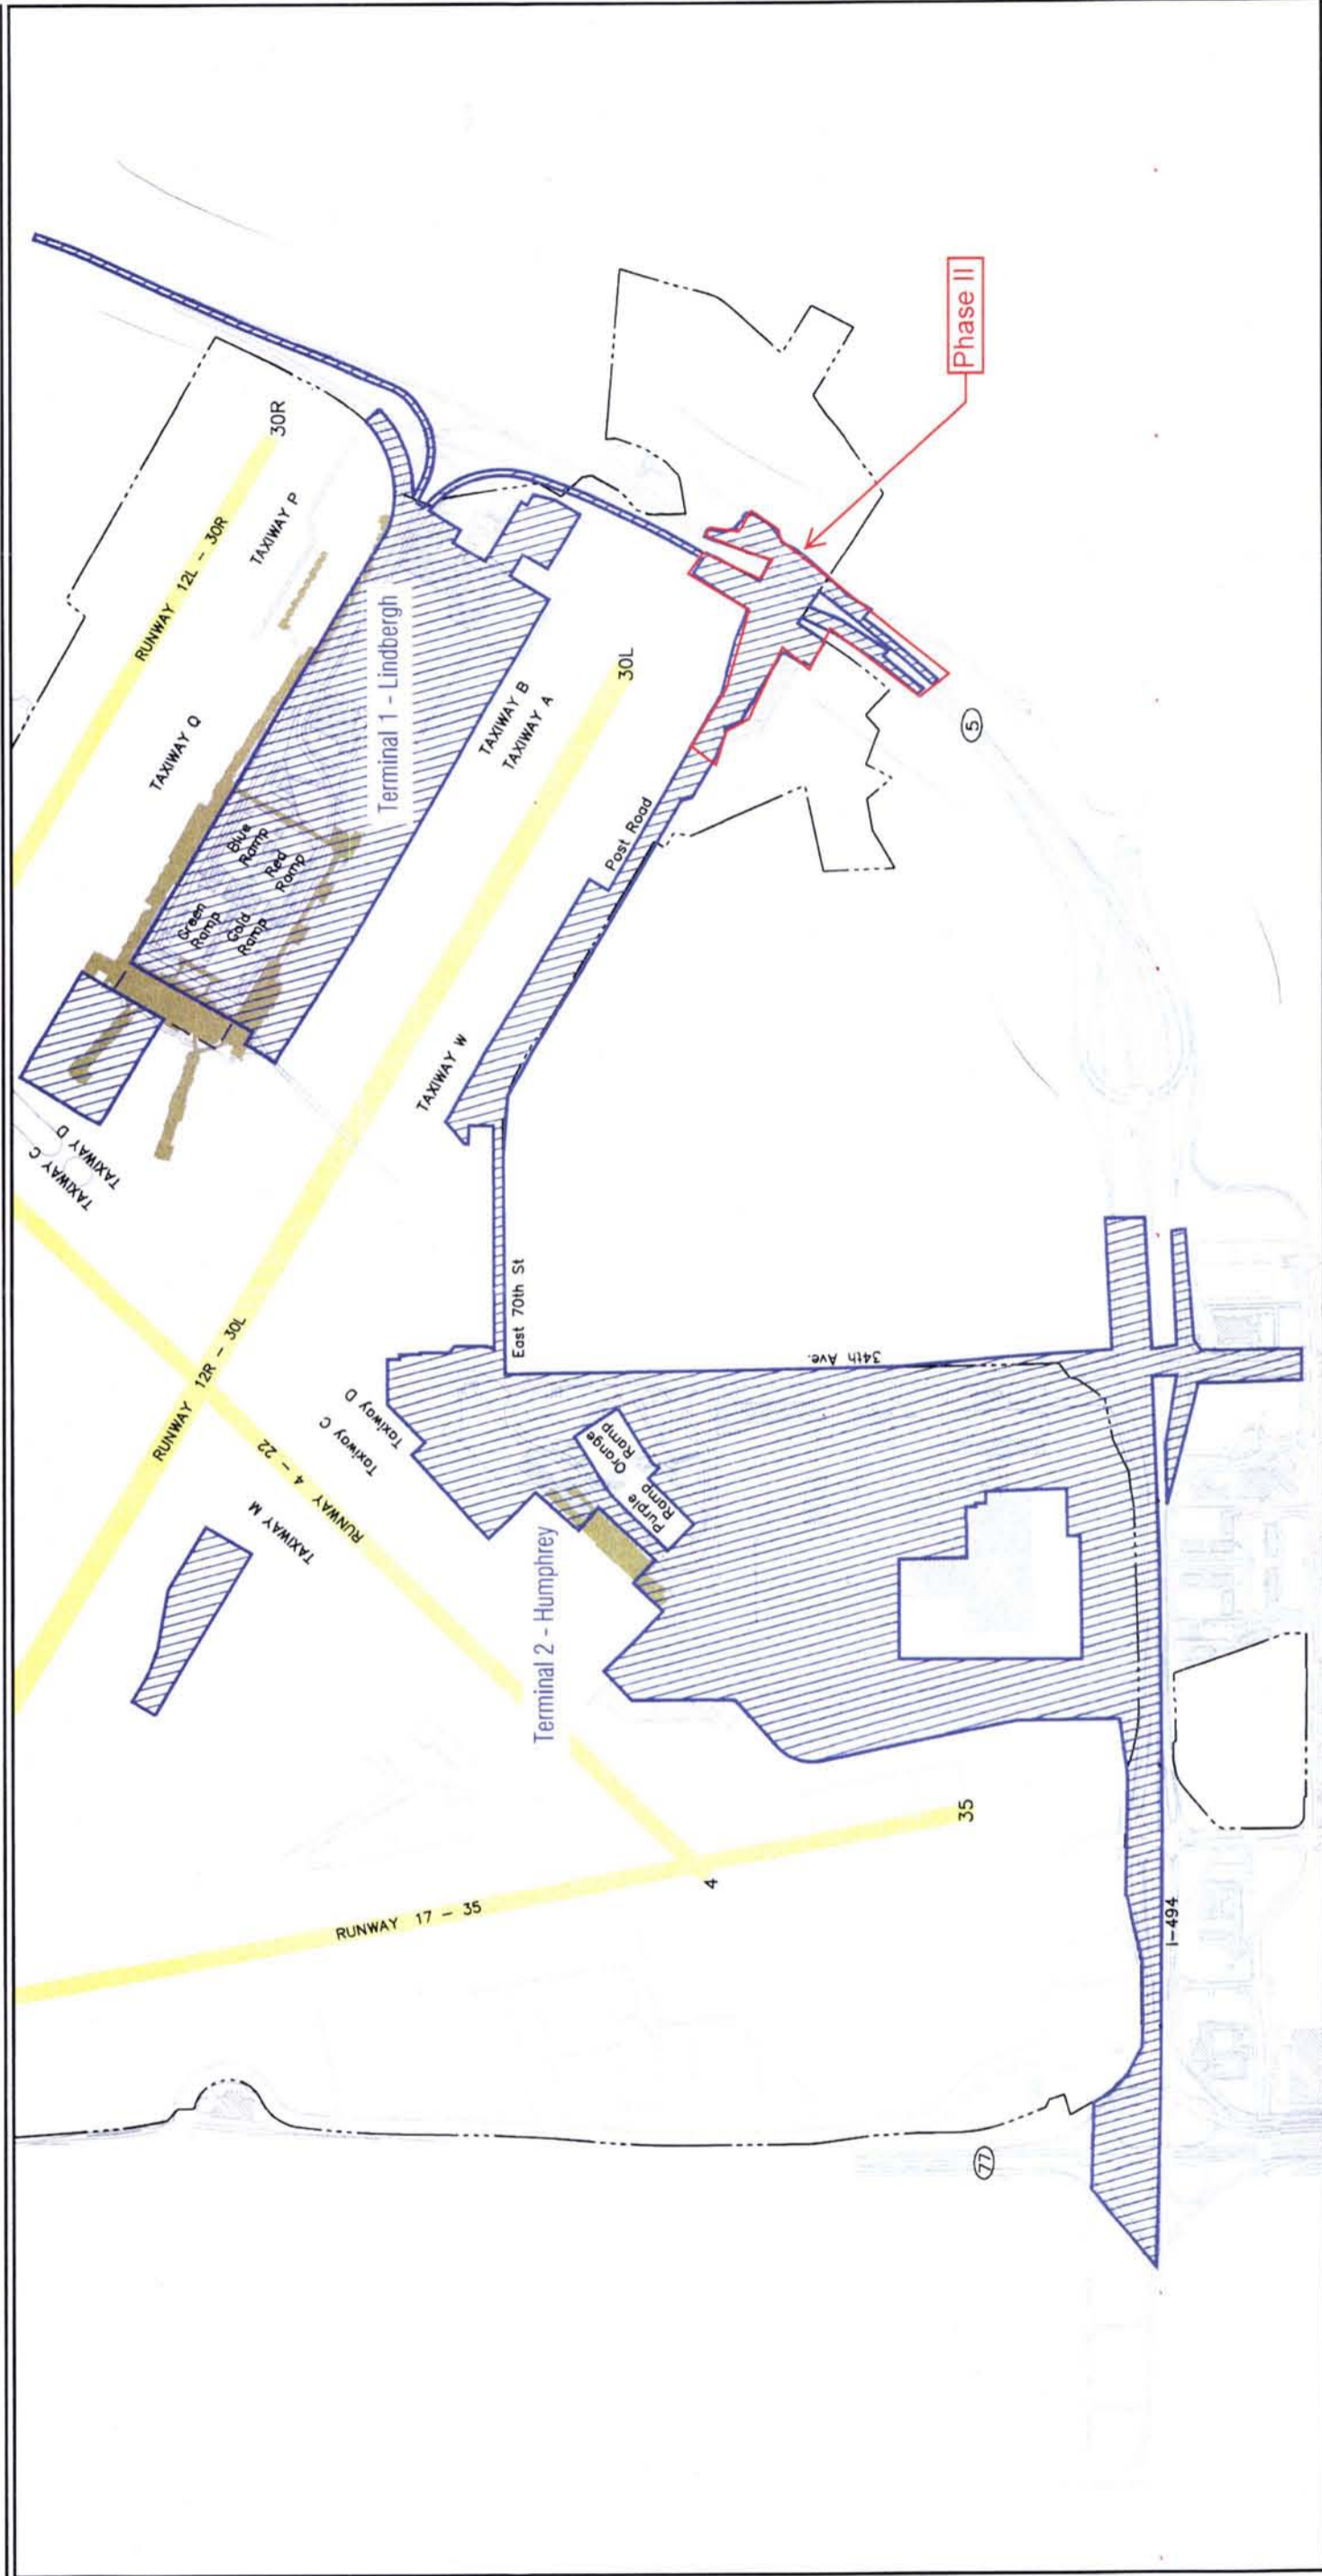 30R
RUNWAY 12L - 30R
TAXIWAY P
TAXIWAY Q
Terminal 1 - Lindbergh
Blue
Ramp
Red
Ramp
Green
Ramp
Gold
Ramp
TAXIWAY C
TAXIWAY D
TAXIWAY B
TAXIWAY A
30L
Phase II
5
Post Road
TAXIWAY W
RUNWAY 12R - 30L
East 70th St
34th Ave.
Taxiway C
Taxiway D
RUNWAY 4 - 22
TAXIWAY M
Orange
Ramp
Purple
Ramp
Terminal 2 - Humphrey
35
4
RUNWAY 17 - 35
I-494
77